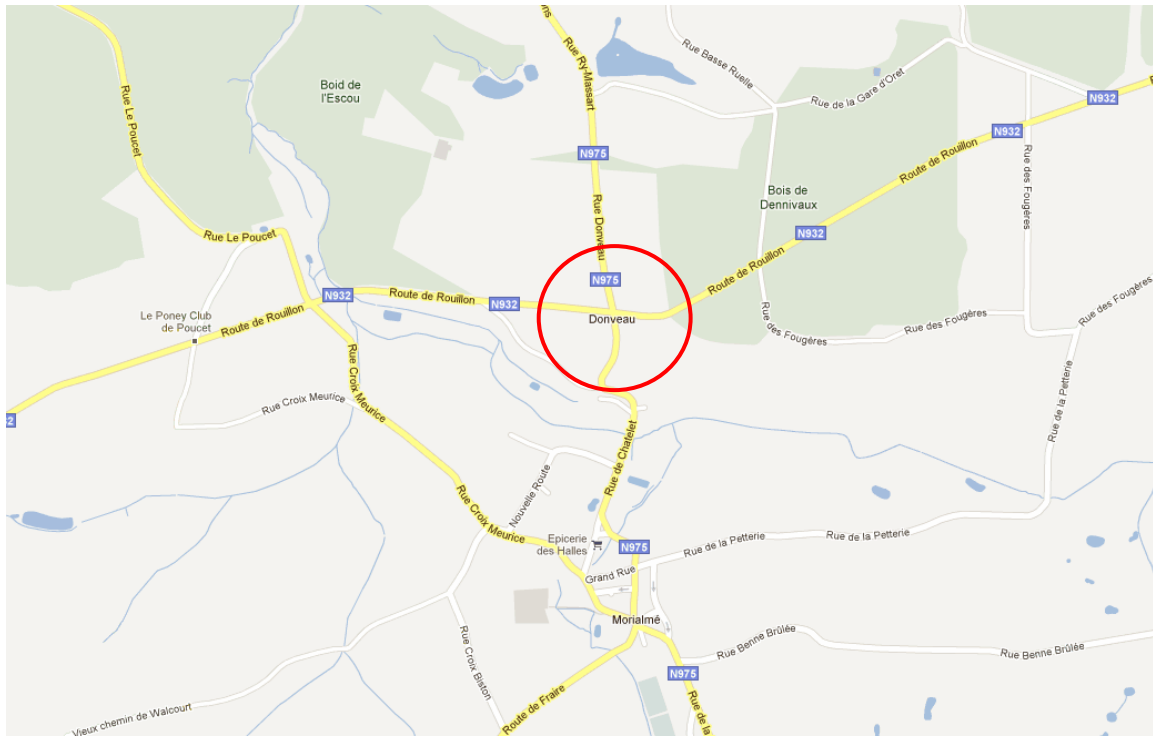 ons
Rue Ry-Massart
Rue Basse Ruelle
Rue de la Gare d'Oret
Boid de
l'Escou
Rue Le Poucet
N932
N932
Route de Rouillon
N975
Rue des Fougères
Bois de
Dennivaux
Rue Donveau
Rue Le Poucet
N932
N975
Route de Rouillon
N932
Route de Rouillon
N932
Donveau
Rue des Fougères
Rue des Fougères
Rue des Fougères
Le Poney Club
de Poucet
Route de Rouillon
Rue Croix Meurice
Rue Croix Meurice
Rue de la Petterie
Rue de Chatelet
Nouvelle Route
Rue Croix Meurice
Epicerie
des Halles
N975
Rue de la Petterie
Rue de la Petterie
Grand Rue
Morialmé
Rue Croix Biston
Rue Benne Brûlée
Rue Benne Brûlée
N975
Rue de la
Route de Fraire
Vieux chemin de Walcourt